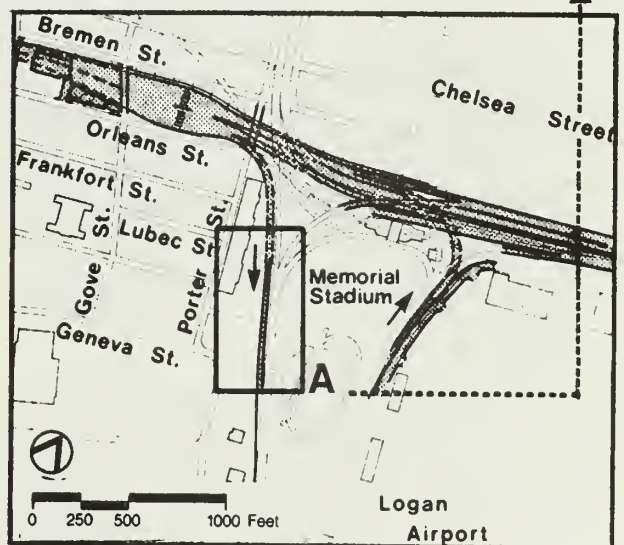 Bremen St.
Chelsea Street
Orleans St.
Frankfort St.
Lubec St.
Porter St.
Gove St.
Memorial
Stadium
Geneva St.
A
0 250 500 1000 Feet
Logan
Airport